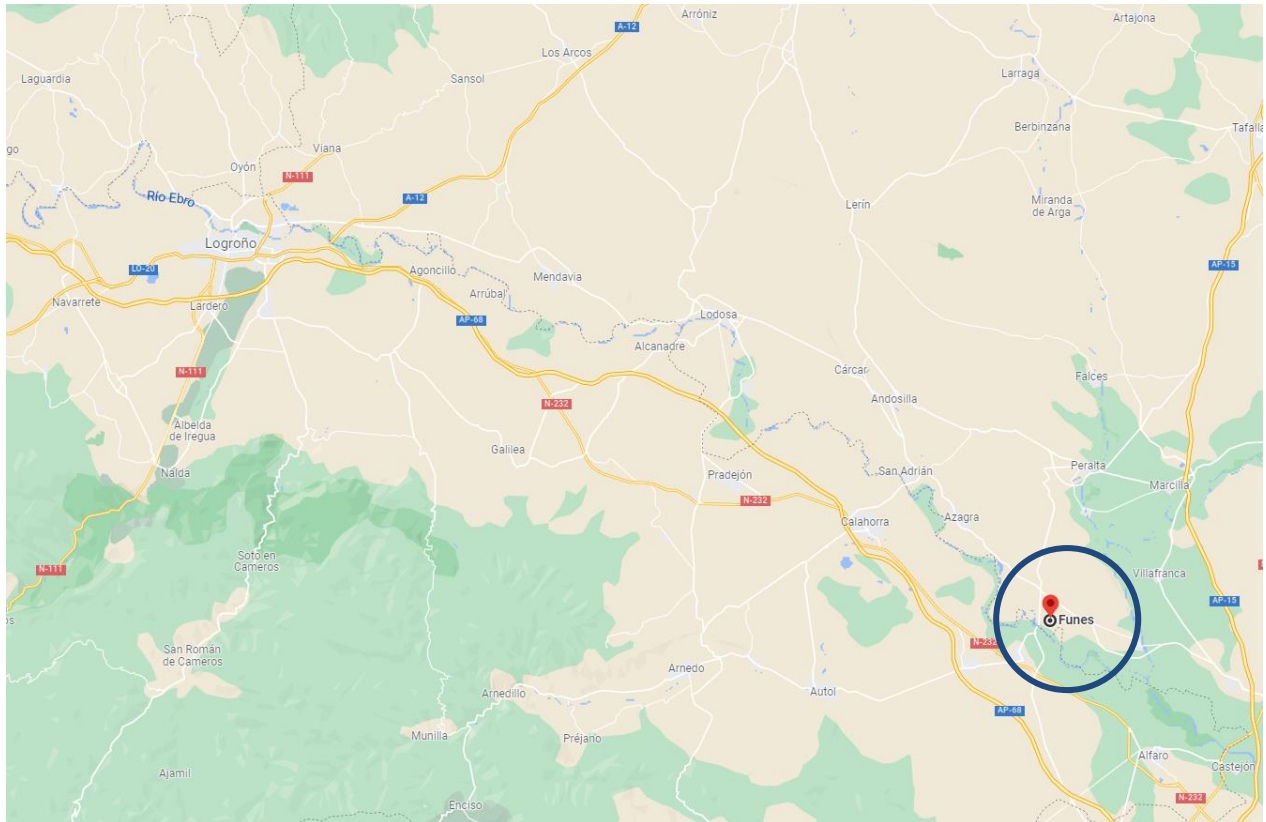 Arróniz
Artajona
A-12
Los Arcos
Laguardia
Sansol
Larraga
Berbinzana
Tafalla
go
Viana
Oyón
N-111
Río Ebro
A-12
Miranda
de Arga
Lerín
Logroño
AP-15
LO-20
Agoncillo
Mendavia
Navarrete
Arrúbal
Lardero
Lodosa
AP-68
Alcanadre
N-111
Cárcar
Falces
Andosilla
N-232
Albelda
de Iregua
Galilea
Nalda
Pradejón
San Adrián
Peralta
Marcilla
N-232
Calahorra
Azagra
Soto en
Cameros
N-111
Villafranca
AP-15
Funes
os
N-232
San Román
de Cameros
Arnedo
Arnedillo
Autol
AP-68
Munilla
Préjano
Alfaro
Castejón
Ajamil
N-232
Enciso